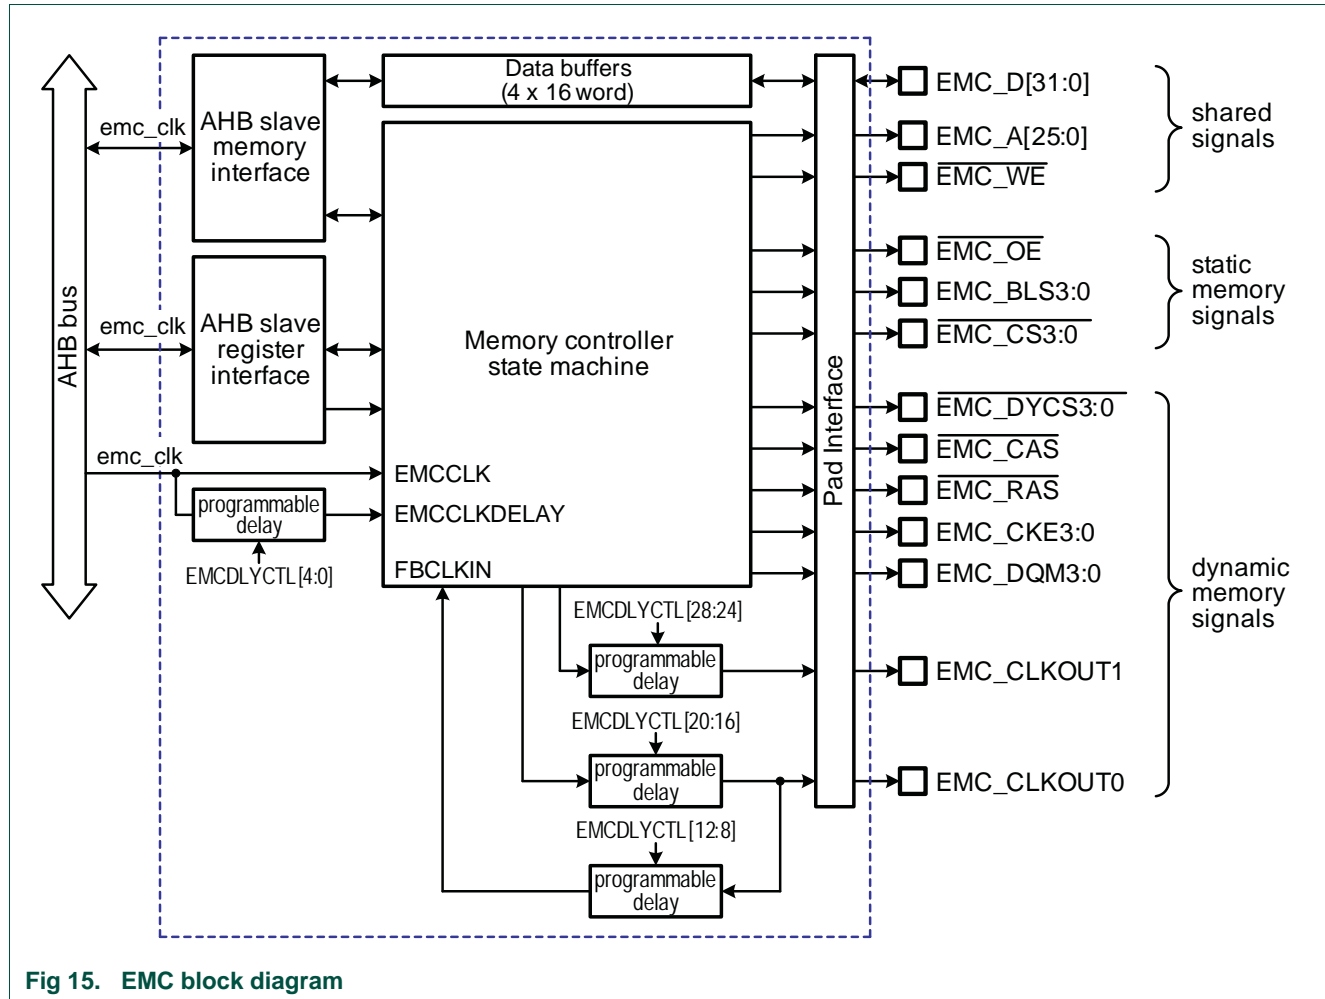 Data buffers
(4 x 16 word)
AHB bus
emc_clk
AHB slave
memory
interface
emc_clk
AHB slave
register
interface
emc_clk
programmable
delay
EMCDLYCTL[4:0]
Memory controller
state machine
EMCCLK
EMCCLKDELAY
FBCLKIN
EMCDLYCTL[28:24]
programmable
delay
EMCDLYCTL[20:16]
programmable
delay
EMCDLYCTL[12:8]
programmable
delay
Pad Interface
EMC_D[31:0]
EMC_A[25:0]
EMC_WE
shared
signals
EMC_OE
EMC_BLS3:0
EMC_CS3:0
static
memory
signals
EMC_DYCS3:0
EMC_CAS
EMC_RAS
EMC_CKE3:0
EMC_DQM3:0
EMC_CLKOUT1
EMC_CLKOUT0
dynamic
memory
signals
Fig 15. EMC block diagram